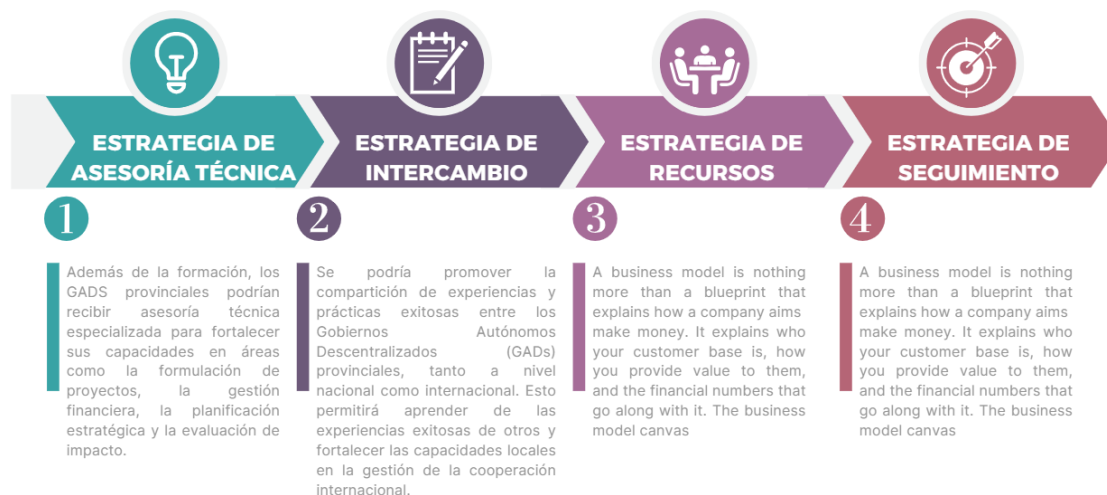 ESTRATEGIA DE
ASESORÍA TÉCNICA
ESTRATEGIA DE
INTERCAMBIO
ESTRATEGIA DE
RECURSOS
ESTRATEGIA DE
SEGUIMIENTO
1
Además de la formación, los
GADS provinciales podrían
recibir asesoría técnica
especializada para fortalecer
sus capacidades en áreas
como la formulación de
proyectos, la gestión
financiera, la planificación
estratégica y la evaluación de
impacto.
2
Se podría promover la
compartición de experiencias y
prácticas exitosas entre los
Gobiernos Autónomos
Descentralizados (GADs)
provinciales, tanto a nivel
nacional como internacional. Esto
permitirá aprender de las
experiencias exitosas de otros y
fortalecer las capacidades locales
en la gestión de la cooperación
internacional.
3
A business model is nothing
more than a blueprint that
explains how a company aims
make money. It explains who
your customer base is, how
you provide value to them,
and the financial numbers that
go along with it. The business
model canvas
4
A business model is nothing
more than a blueprint that
explains how a company aims
make money. It explains who
your customer base is, how
you provide value to them,
and the financial numbers that
go along with it. The business
model canvas